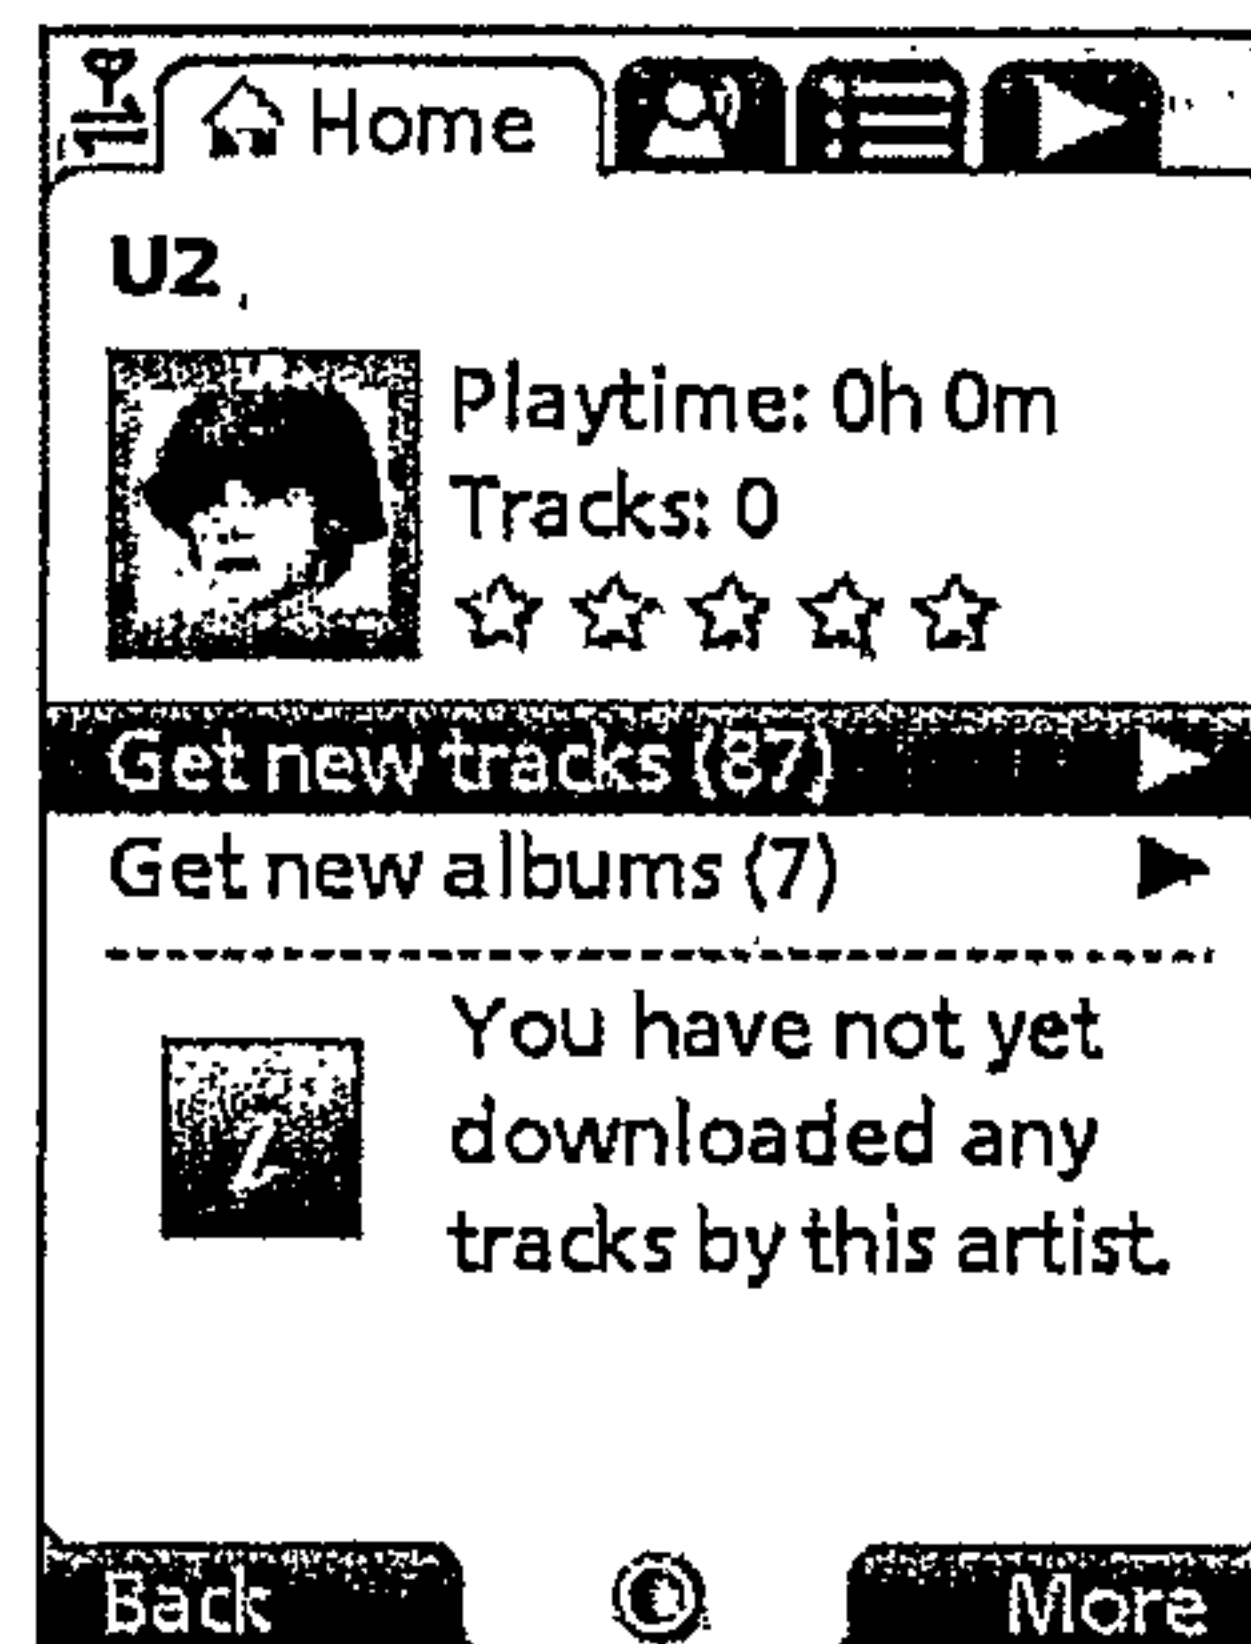 Home
U2
Playtime: 0h 0m
Tracks: 0
Get new tracks (87)
Get new albums (7)
You have not yet
downloaded any
tracks by this artist.
Back
More